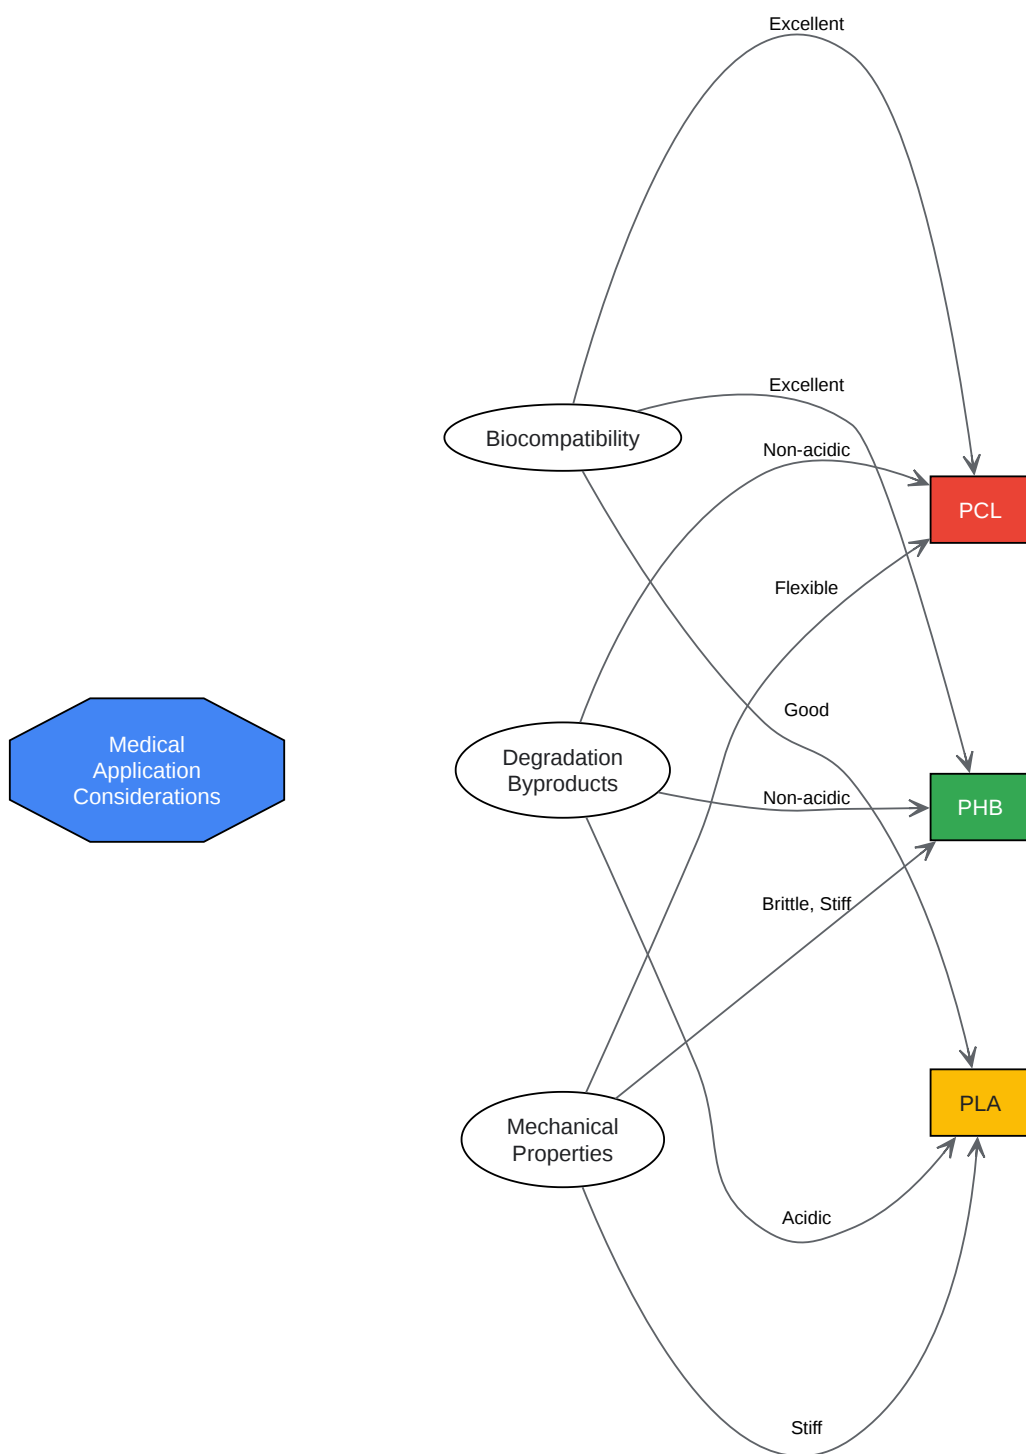 Excellent
Excellent
Biocompatibility
Non-acidic
PCL
Flexible
Good
Medical
Application
Considerations
Degradation
Byproducts
Non-acidic
PHB
Brittle, Stiff
PLA
Mechanical
Properties
Acidic
Stiff